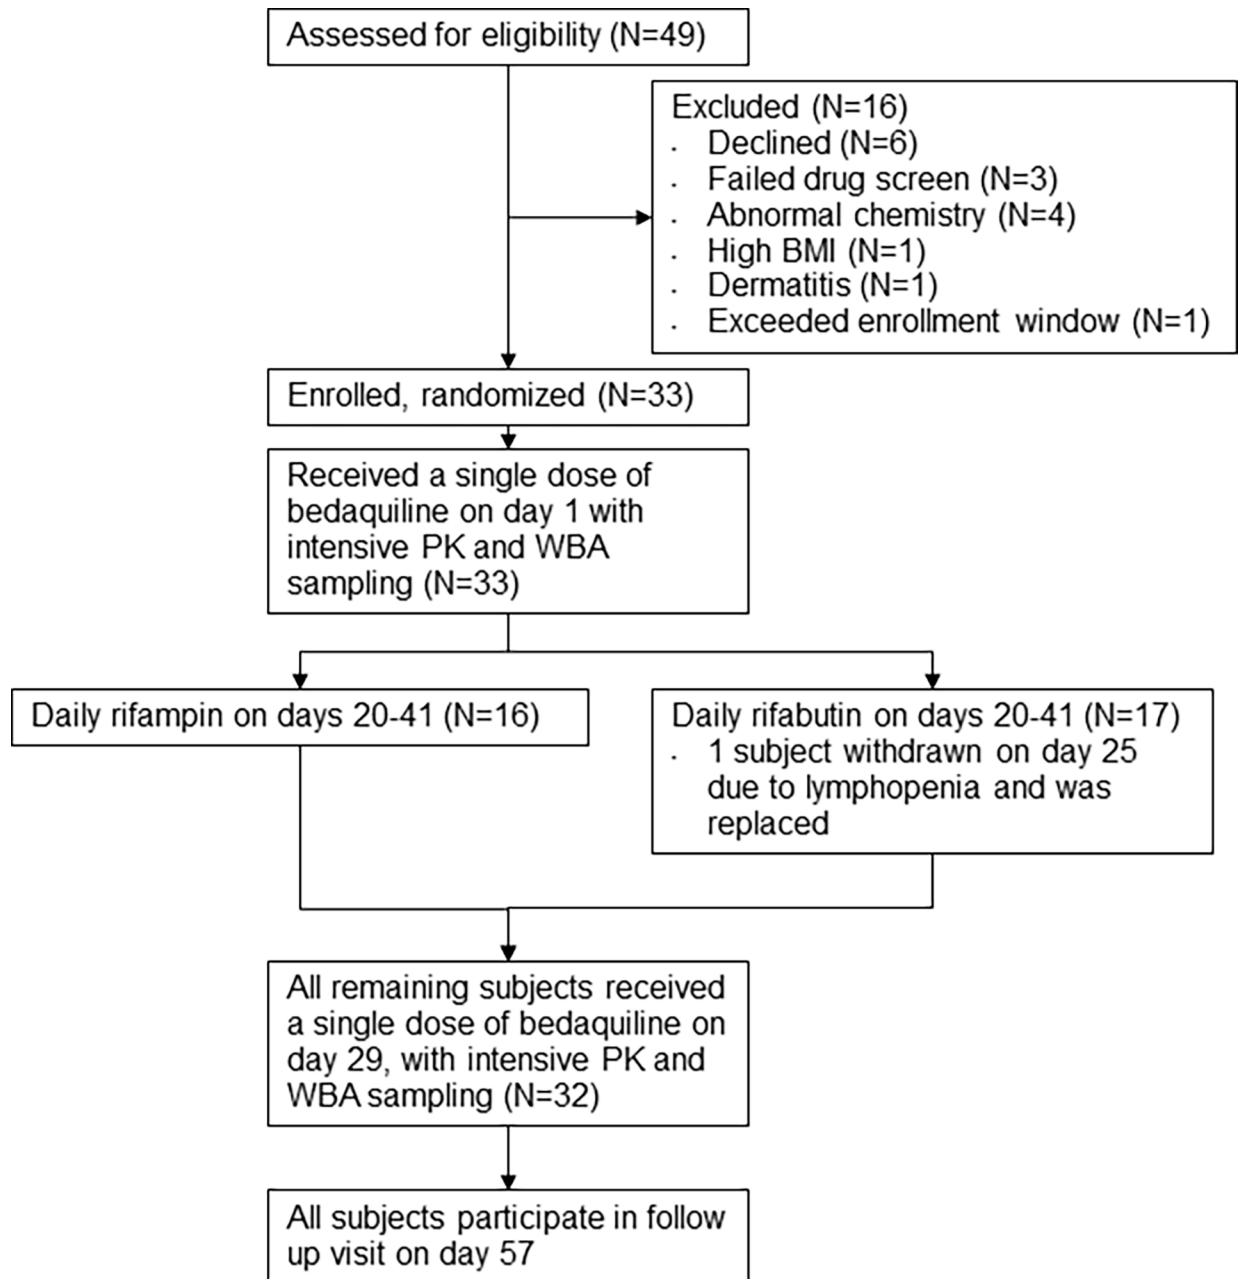 Assessed for eligibility (N=49)
Excluded (N=16)
· Declined (N=6)
· Failed drug screen (N=3)
· Abnormal chemistry (N=4)
· High BMI (N=1)
· Dermatitis (N=1)
· Exceeded enrollment window (N=1)
Enrolled, randomized (N=33)
Received a single dose of
bedaquiline on day 1 with
intensive PK and WBA
sampling (N=33)
Daily rifampin on days 20-41 (N=16)
Daily rifabutin on days 20-41 (N=17)
· 1 subject withdrawn on day 25
due to lymphopenia and was
replaced
All remaining subjects received
a single dose of bedaquiline on
day 29, with intensive PK and
WBA sampling (N=32)
All subjects participate in follow
up visit on day 57